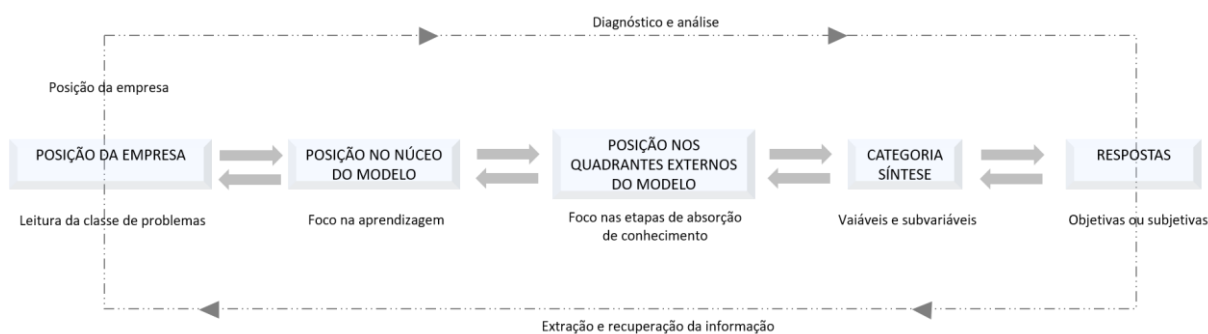 Diagnóstico e análise
Posição da empresa
POSIÇÃO DA EMPRESA
Leitura da classe de problemas
POSIÇÃO NO NÚCEO
DO MODELO
Foco na aprendizagem
POSIÇÃO NOS
QUADRANTES EXTERNOS
DO MODELO
Foco nas etapas de absorção
de conhecimento
CATEGORIA
SÍNTESE
Vaiáveis e subvariáveis
RESPOSTAS
Objetivas ou subjetivas
Extração e recuperação da informação